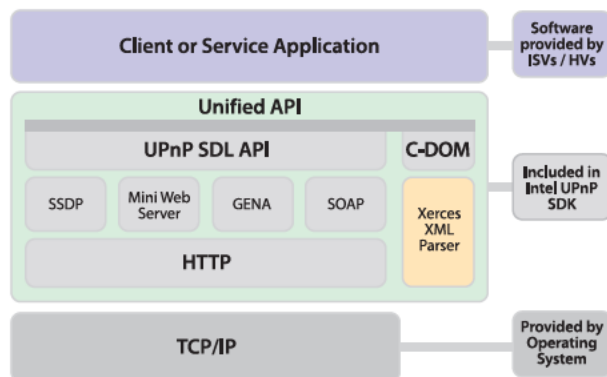 Client or Service Application
Software
provided by
ISVs / HVs
Unified API
UPnP SDL API
C-DOM
SSDP
Mini Web
Server
GENA
SOAP
Xerces
XML
Parser
HTTP
Included in
Intel UPnP
SDK
TCP/IP
Provided by
Operating
System